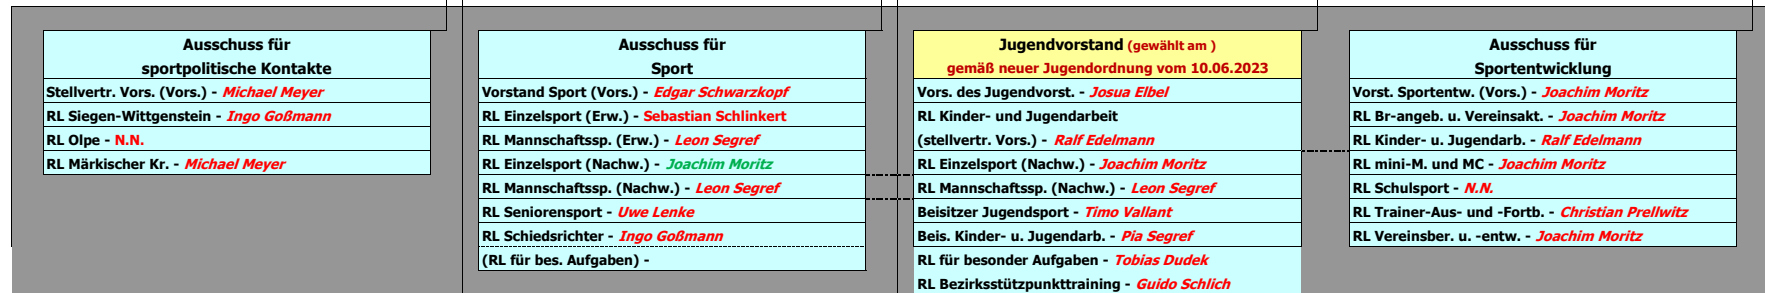 Ausschuss für
sportpolitische Kontakte
Stellvertr. Vors. (Vors.) - Michael Meyer
RL Siegen-Wittgenstein - Ingo Goßmann
RL Olpe - N.N.
RL Märkischer Kr. - Michael Meyer
Ausschuss für
Sport
Vorstand Sport (Vors.) - Edgar Schwarzkopf
RL Einzelsport (Erw.) - Sebastian Schlinkert
RL Mannschaftssp. (Erw.) - Leon Segref
RL Einzelsport (Nachw.) - Joachim Moritz
RL Mannschaftssp. (Nachw.) - Leon Segref
RL Seniorensport - Uwe Lenke
RL Schiedsrichter - Ingo Goßmann
(RL für bes. Aufgaben) -
Jugendvorstand (gewählt am )
gemäß neuer Jugendordnung vom 10.06.2023
Vors. des Jugendvorst. - Josua Elbel
RL Kinder- und Jugendarbeit
(stellvertr. Vors.) - Ralf Edelmann
RL Einzelsport (Nachw.) - Joachim Moritz
RL Mannschaftssp. (Nachw.) - Leon Segref
Beisitzer Jugendsport - Timo Vallant
Beis. Kinder- u. Jugendarb. - Pia Segref
RL für besonder Aufgaben - Tobias Dudek
RL Bezirksstützpunkttraining - Guido Schlich
Ausschuss für
Sportentwicklung
Vorst. Sportentw. (Vors.) - Joachim Moritz
RL Br-angeb. u. Vereinsakt. - Joachim Moritz
RL Kinder- u. Jugendarb. - Ralf Edelmann
RL mini-M. und MC - Joachim Moritz
RL Schulsport - N.N.
RL Trainer-Aus- und -Fortb. - Christian Prellwitz
RL Vereinsber. u. -entw. - Joachim Moritz